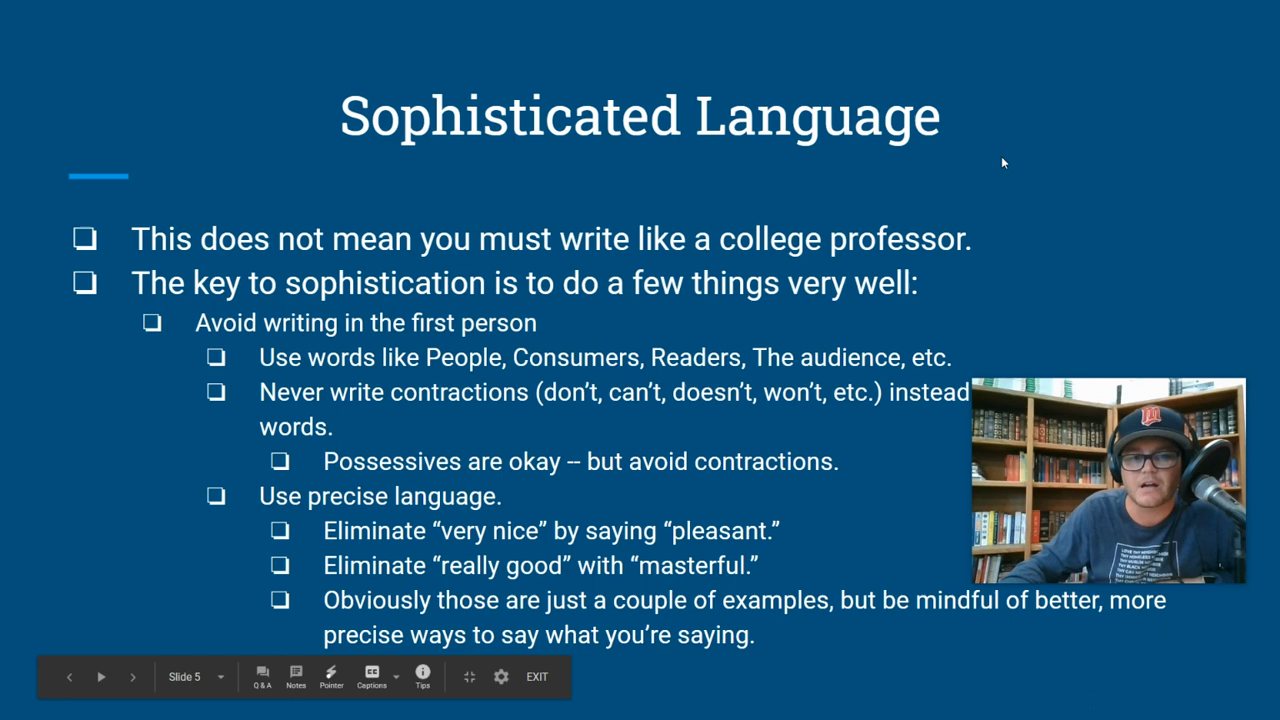 Sophisticated Language
❏ This does not mean you must write like a college professor.
❏ The key to sophistication is to do a few things very well:
❏ Avoid writing in the first person
❏ Use words like People, Consumers, Readers, The audience, etc.
❏ Never write contractions (don’t, can’t, doesn’t, won’t, etc.) instead
words.
❏ Possessives are okay -- but avoid contractions.
❏ Use precise language.
❏ Eliminate “very nice” by saying “pleasant.”
❏ Eliminate “really good” with “masterful.”
❏ Obviously those are just a couple of examples, but be mindful of better, more
precise ways to say what you’re saying.
Slide 5 Q & A Notes Pointer CC Captions Tips EXIT